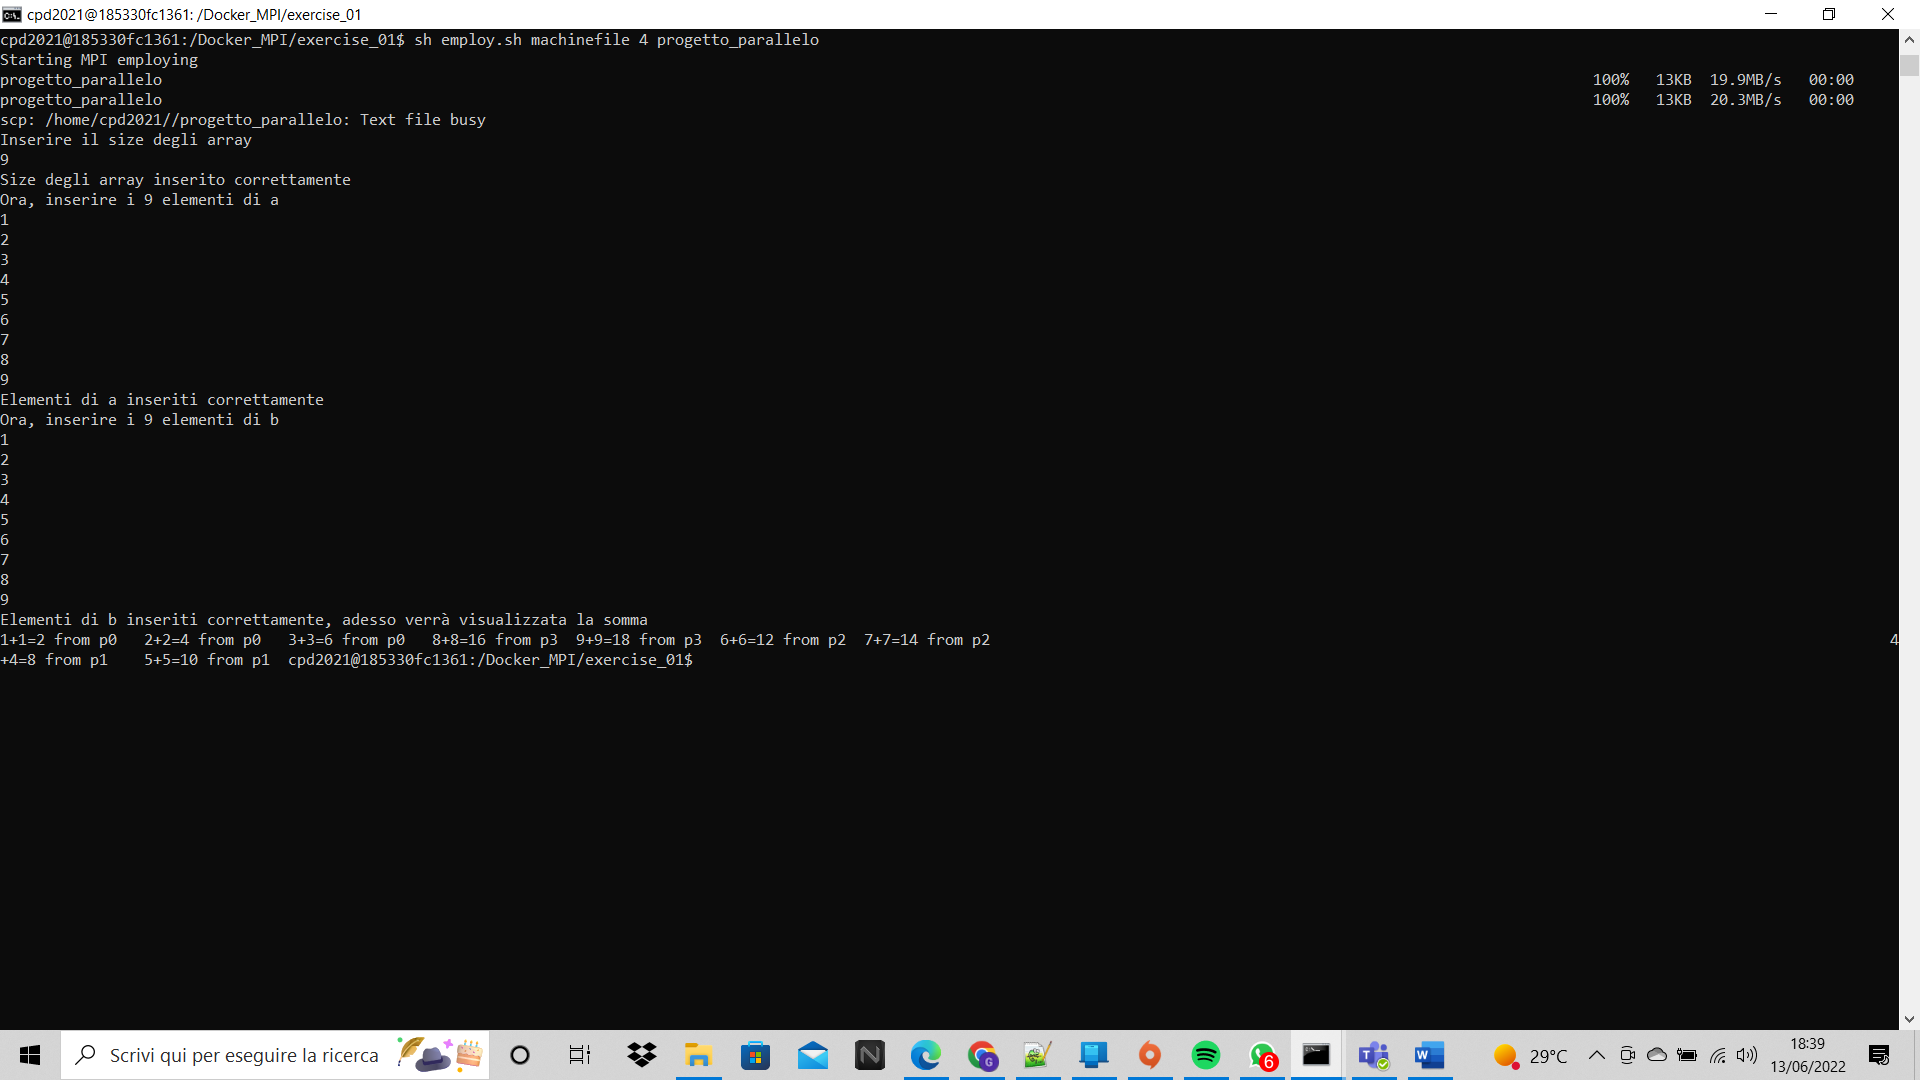 cpd2021@185330fc1361: /Docker_MPI/exercise_01
cpd2021@185330fc1361:/Docker_MPI/exercise_01$ sh employ.sh machinefile 4 progetto_parallelo
Starting MPI employing
progetto_parallelo 100% 13KB 19.9MB/s 00:00
progetto_parallelo 100% 13KB 20.3MB/s 00:00
scp: /home/cpd2021//progetto_parallelo: Text file busy
Inserire il size degli array
9
Size degli array inserito correttamente
Ora, inserire i 9 elementi di a
1
2
3
4
5
6
7
8
9
Elementi di a inseriti correttamente
Ora, inserire i 9 elementi di b
1
2
3
4
5
6
7
8
9
Elementi di b inseriti correttamente, adesso verrà visualizzata la somma
1+1=2 from p0 2+2=4 from p0 3+3=6 from p0 8+8=16 from p3 9+9=18 from p3 6+6=12 from p2 7+7=14 from p2 4
+4=8 from p1 5+5=10 from p1 cpd2021@185330fc1361:/Docker_MPI/exercise_01$
Scrivi qui per eseguire la ricerca
6
29°C
18:39
13/06/2022